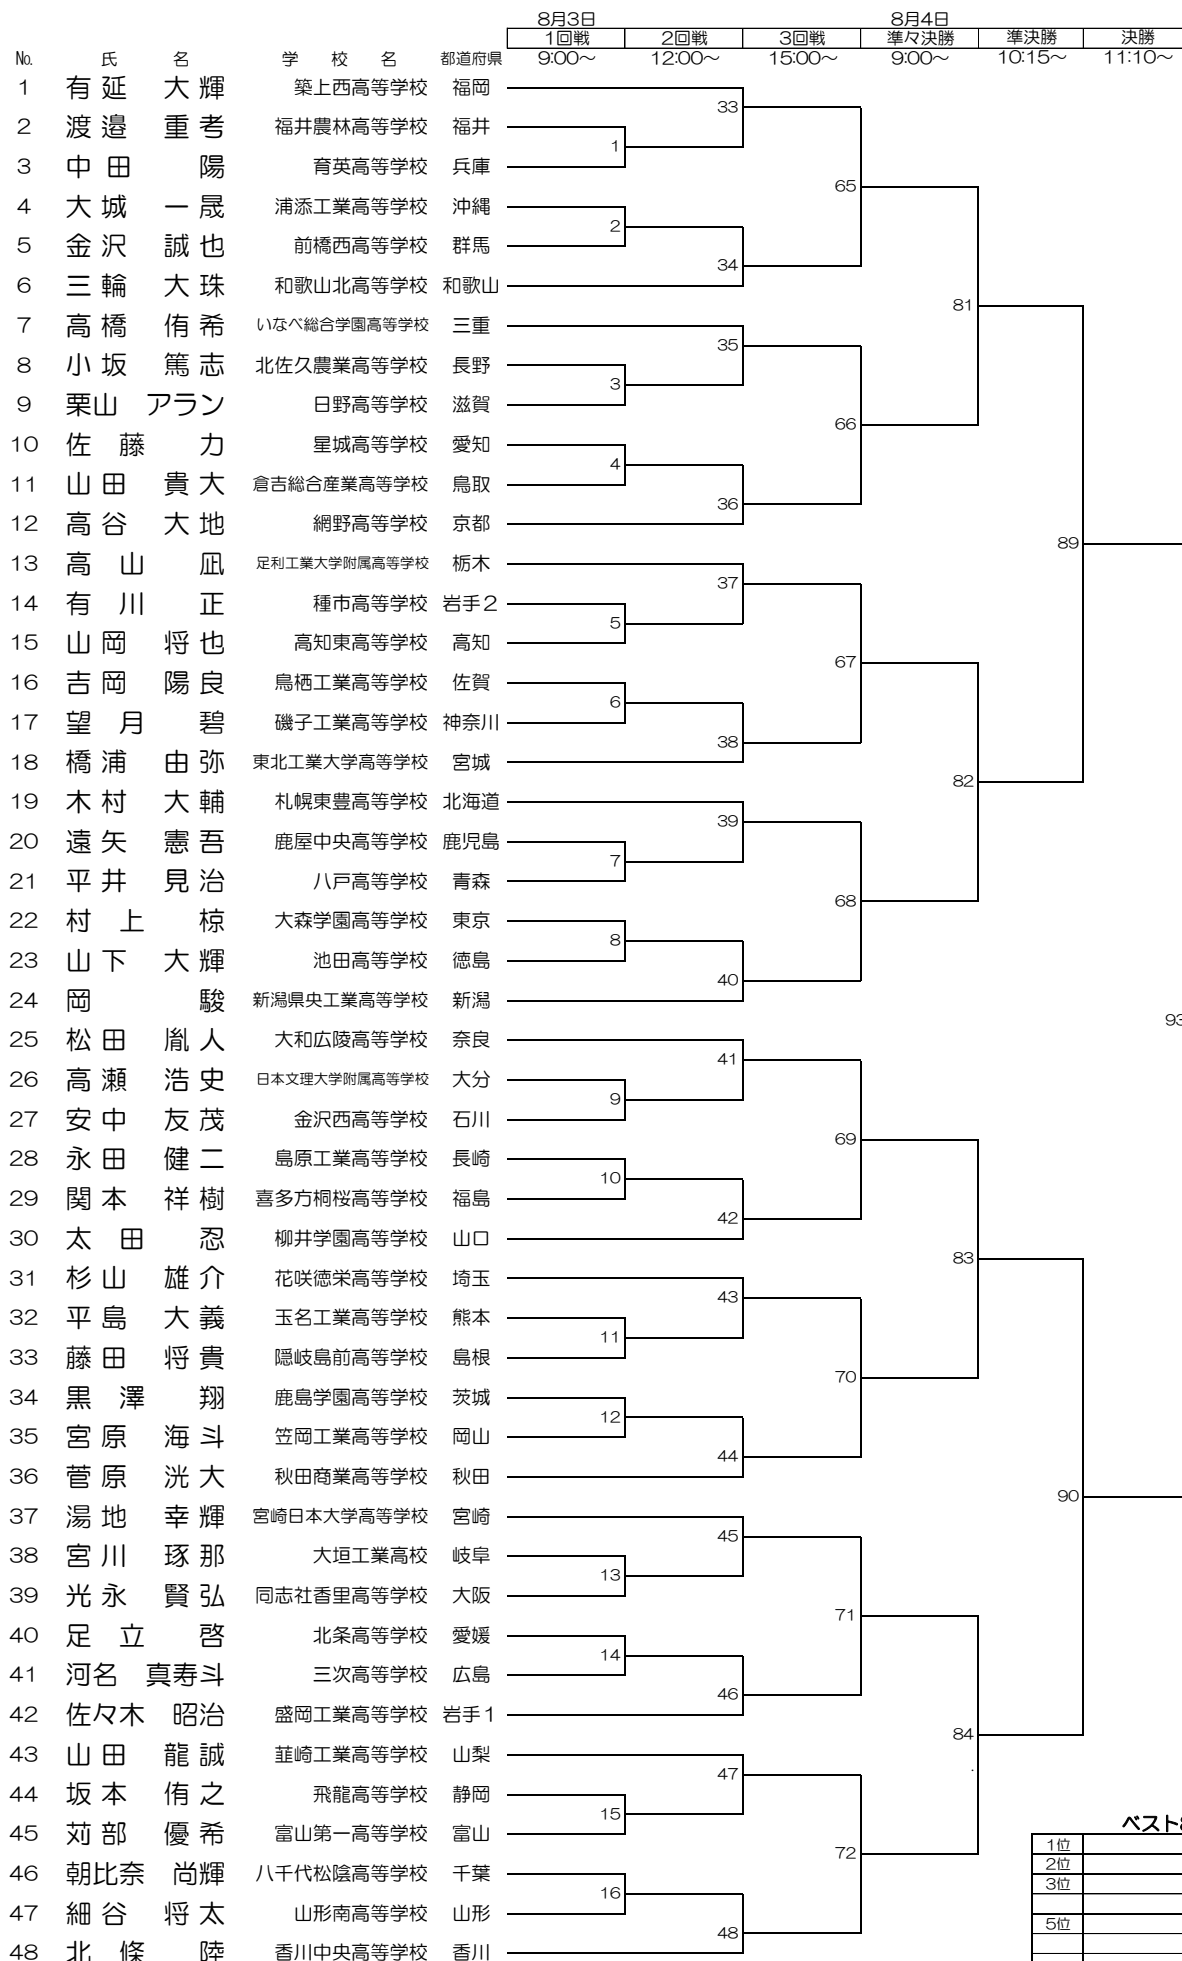 8月3日 8月4日
1回戦 2回戦 3回戦 準々決勝 準決勝 決勝
No. 氏 名 学 校 名 都道府県 9:00～ 12:00～ 15:00～ 9:00～ 10:15～ 11:10～
1 有延 大輝 築上西高等学校 福岡
33
2 渡邉 重考 福井農林高等学校 福井
1
3 中田 陽 育英高等学校 兵庫
65
4 大城 一晟 浦添工業高等学校 沖縄
2
5 金沢 誠也 前橋西高等学校 群馬
34
6 三輪 大珠 和歌山北高等学校 和歌山
81
7 高橋 侑希 いなべ総合学園高等学校 三重
35
8 小坂 篤志 北佐久農業高等学校 長野
3
9 栗山 アラン 日野高等学校 滋賀
66
10 佐藤 力 星城高等学校 愛知
4
11 山田 貴大 倉吉総合産業高等学校 鳥取
36
12 高谷 大地 網野高等学校 京都
89
13 高山 凪 足利工業大学附属高等学校 栃木
37
14 有川 正 種市高等学校 岩手2
5
15 山岡 将也 高知東高等学校 高知
67
16 吉岡 陽良 鳥栖工業高等学校 佐賀
6
17 望月 碧 磯子工業高等学校 神奈川
38
18 橋浦 由弥 東北工業大学高等学校 宮城
82
19 木村 大輔 札幌東豊高等学校 北海道
39
20 遠矢 憲吾 鹿屋中央高等学校 鹿児島
7
21 平井 見治 八戸高等学校 青森
68
22 村上 椋 大森学園高等学校 東京
8
23 山下 大輝 池田高等学校 徳島
40
24 岡 駿 新潟県央工業高等学校 新潟
93
25 松田 胤人 大和広陵高等学校 奈良
41
26 高瀬 浩史 日本文理大学附属高等学校 大分
9
27 安中 友茂 金沢西高等学校 石川
69
28 永田 健二 島原工業高等学校 長崎
10
29 関本 祥樹 喜多方桐桜高等学校 福島
42
30 太田 忍 柳井学園高等学校 山口
83
31 杉山 雄介 花咲徳栄高等学校 埼玉
43
32 平島 大義 玉名工業高等学校 熊本
11
33 藤田 将貴 隠岐島前高等学校 島根
70
34 黒澤 翔 鹿島学園高等学校 茨城
12
35 宮原 海斗 笠岡工業高等学校 岡山
44
36 菅原 洸大 秋田商業高等学校 秋田
90
37 湯地 幸輝 宮崎日本大学高等学校 宮崎
45
38 宮川 琢那 大垣工業高校 岐阜
13
39 光永 賢弘 同志社香里高等学校 大阪
71
40 足立 啓 北条高等学校 愛媛
14
41 河名 真寿斗 三次高等学校 広島
46
42 佐々木 昭治 盛岡工業高等学校 岩手1
84
43 山田 龍誠 韮崎工業高等学校 山梨
47
44 坂本 侑之 飛龍高等学校 静岡
15
ベスト8
45 苅部 優希 富山第一高等学校 富山
1位
72
2位
46 朝比奈 尚輝 八千代松陰高等学校 千葉
3位
16
47 細谷 将太 山形南高等学校 山形
5位
48
48 北條 陸 香川中央高等学校 香川